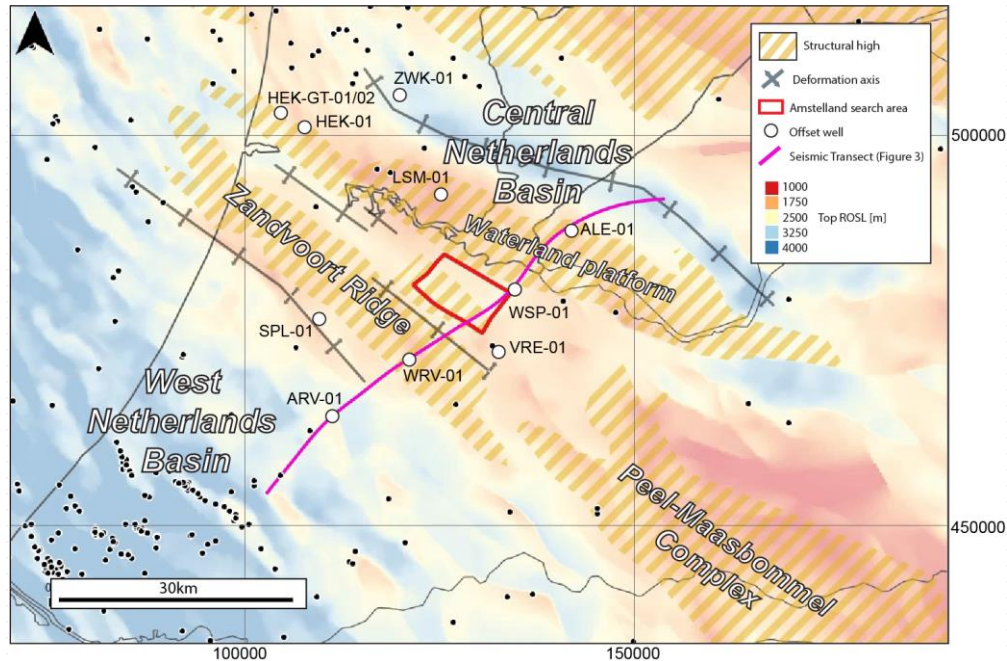 ZWK-01
HEK-GT-01/02
HEK-01
Central
Netherlands
Basin
LSM-01
Zandvoort Ridge
Waterland platform
ALE-01
WSP-01
SPL-01
VRE-01
WRV-01
ARV-01
West
Netherlands
Basin
Peel-Maasbommel
Complex
Structural high
Deformation axis
Amstelland search area
Offset well
Seismic Transect (Figure 3)
1000
1750
2500 Top ROSL [m]
3250
4000
500000
450000
30km
100000
150000